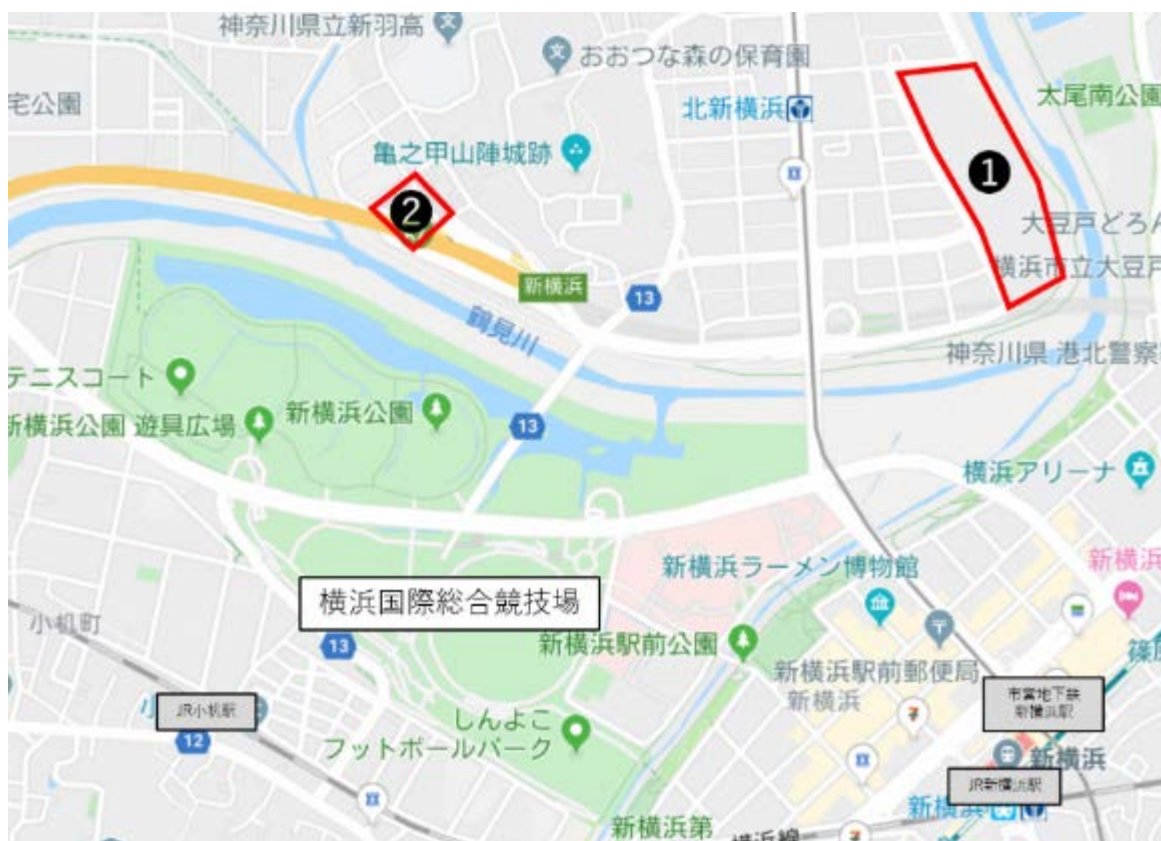 神奈川県立新羽高
おおつな森の保育園
宅公園
北新横浜
太尾南公園
亀之甲山陣城跡
❶
❷
大豆戸どろん
横浜市立大豆戸
新横浜
13
鶴見川
神奈川県 港北警察
テニスコート
新横浜公園
新横浜公園 遊具広場
13
横浜アリーナ
新横浜ラーメン博物館
新横浜
横浜国際総合競技場
小机町
13
新横浜駅前公園
新横浜駅前郵便局
新横浜
篠原
市営地下鉄
新横浜駅
JR小机駅
12
しんよこ
フットボールパーク
新横浜
JR新横浜駅
新横浜
新横浜第
横浜線